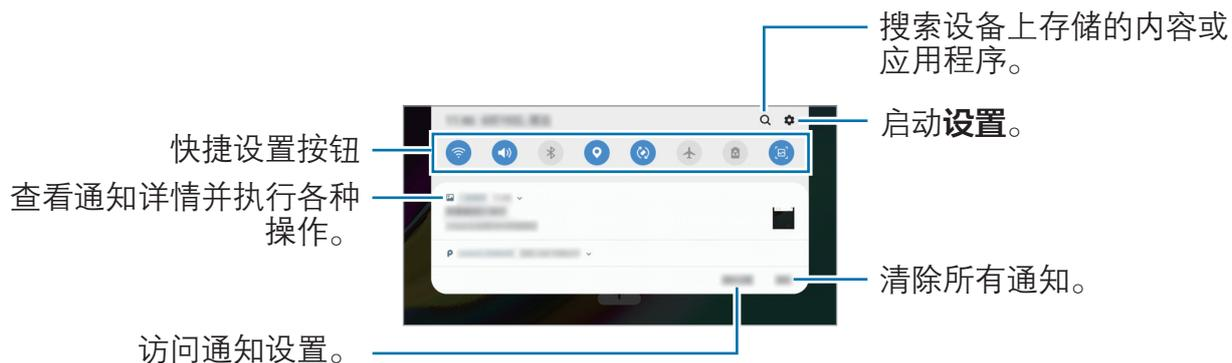 搜索设备上存储的内容或
应用程序。
启动设置。
快捷设置按钮
查看通知详情并执行各种
操作。
清除所有通知。
访问通知设置。